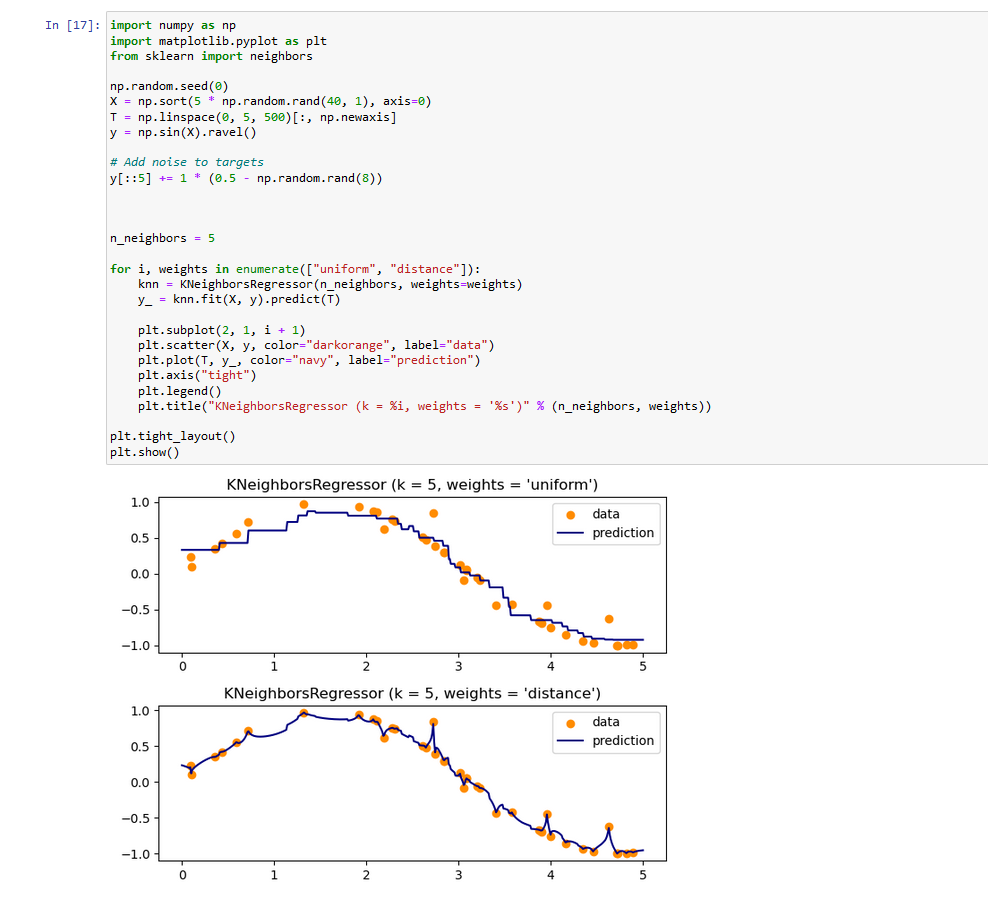 In [17]:
import numpy as np
import matplotlib.pyplot as plt
from sklearn import neighbors
np.random.seed(0)
X = np.sort(5 * np.random.rand(40, 1), axis=0)
T = np.linspace(0, 5, 500)[:, np.newaxis]
y = np.sin(X).ravel()
# Add noise to targets
y[::5] += 1 * (0.5 - np.random.rand(8))
n_neighbors = 5
for i, weights in enumerate(["uniform", "distance"]):
    knn = KNeighborsRegressor(n_neighbors, weights=weights)
    y_ = knn.fit(X, y).predict(T)
    plt.subplot(2, 1, i + 1)
    plt.scatter(X, y, color="darkorange", label="data")
    plt.plot(T, y_, color="navy", label="prediction")
    plt.axis("tight")
    plt.legend()
    plt.title("KNeighborsRegressor (k = %i, weights = '%s')" % (n_neighbors, weights))
plt.tight_layout()
plt.show()
KNeighborsRegressor (k = 5, weights = 'uniform')
1.0
0.5
0.0
−0.5
−1.0
data
prediction
0 1 2 3 4 5
KNeighborsRegressor (k = 5, weights = 'distance')
1.0
0.5
0.0
−0.5
−1.0
data
prediction
0 1 2 3 4 5